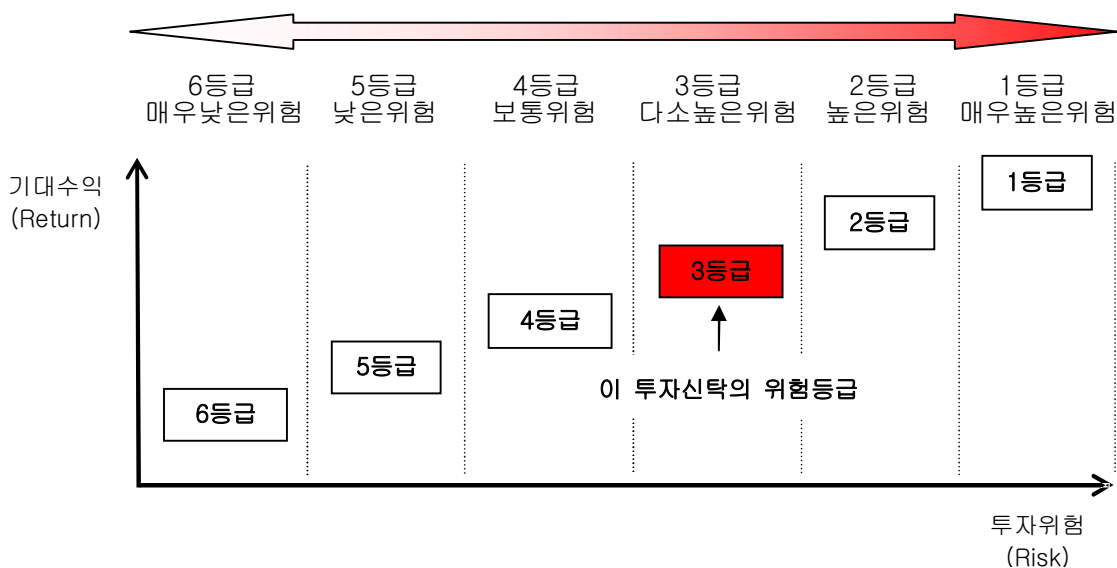 6등급 5등급 4등급 3등급 2등급 1등급
매우낮은위험 낮은위험 보통위험 다소높은위험 높은위험 매우높은위험
기대수익
(Return)
1등급
2등급
3등급
4등급
5등급
이 투자신탁의 위험등급
6등급
투자위험
(Risk)